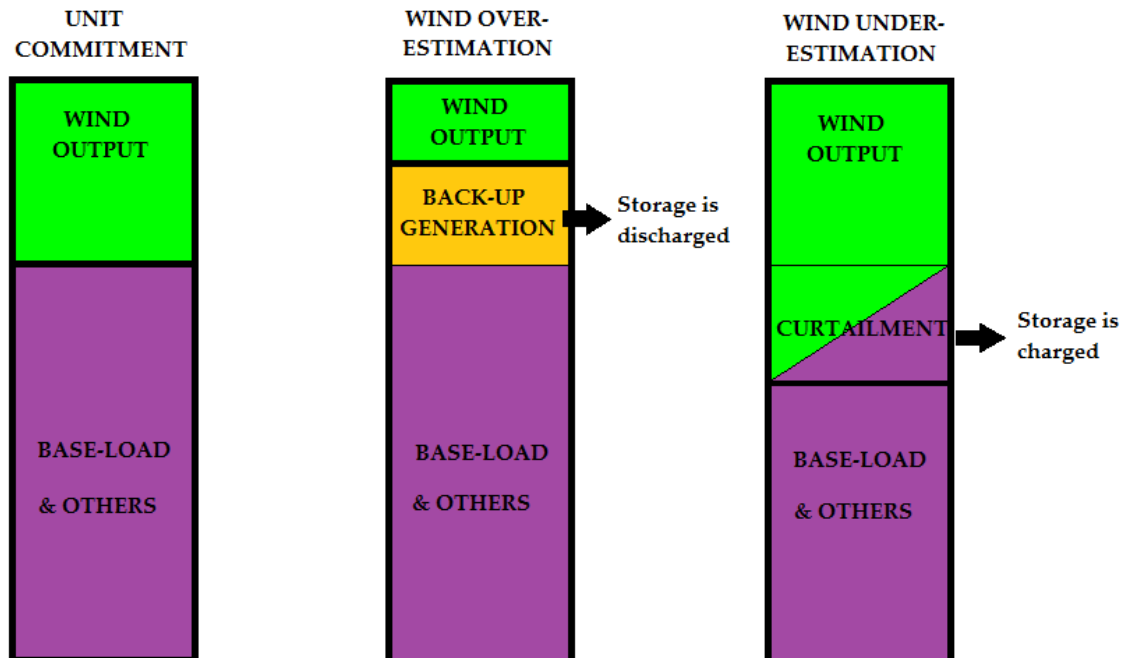 UNIT
COMMITMENT
WIND
OUTPUT
BASE-LOAD
& OTHERS
WIND OVER-
ESTIMATION
WIND
OUTPUT
BACK-UP
GENERATION
Storage is
discharged
BASE-LOAD
& OTHERS
WIND UNDER-
ESTIMATION
WIND
OUTPUT
CURTAILMENT
Storage is
charged
BASE-LOAD
& OTHERS